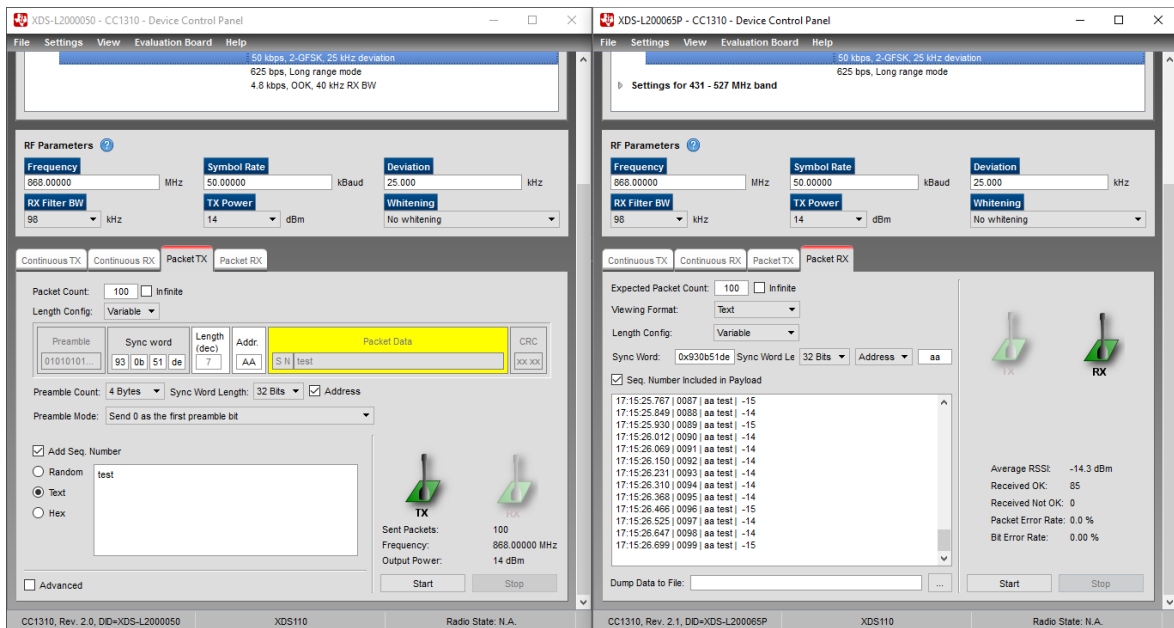 XDS-L2000050 - CC1310 - Device Control Panel
File Settings View Evaluation Board Help
50 kbps, 2-GFSK, 25 kHz deviation
625 bps, Long range mode
4.8 kbps, OOK, 40 kHz RX BW
RF Parameters ?
Frequency Symbol Rate Deviation
868.00000 MHz 50.00000 kBaud 25.000 kHz
RX Filter BW TX Power Whitening
98 kHz 14 dBm No whitening
Continuous TX Continuous RX Packet TX Packet RX
Packet Count: 100 Infinite
Length Config: Variable
Preamble Sync word Length (dec) Addr. Packet Data CRC
01010101... 93 0b 51 de 7 AA S N test xx xx
Preamble Count: 4 Bytes Sync Word Length: 32 Bits Address
Preamble Mode: Send 0 as the first preamble bit
Add Seq. Number
Random test
Text
Hex
TX RX
Sent Packets: 100
Frequency: 868.00000 MHz
Output Power: 14 dBm
Advanced Start Stop
CC1310, Rev. 2.0, DID=XDS-L2000050 XDS110 Radio State: N.A.
XDS-L200065P - CC1310 - Device Control Panel
File Settings View Evaluation Board Help
50 kbps, 2-GFSK, 25 kHz deviation
625 bps, Long range mode
Settings for 431 - 527 MHz band
RF Parameters ?
Frequency Symbol Rate Deviation
868.00000 MHz 50.00000 kBaud 25.000 kHz
RX Filter BW TX Power Whitening
98 kHz 14 dBm No whitening
Continuous TX Continuous RX Packet TX Packet RX
Expected Packet Count: 100 Infinite
Viewing Format: Text
Length Config: Variable
Sync Word: 0x930b51de Sync Word Le 32 Bits Address aa
TX RX
Seq. Number Included in Payload
17:15:25.767 | 0087 | aa test | -15
17:15:25.849 | 0088 | aa test | -14
17:15:25.930 | 0089 | aa test | -15
17:15:26.012 | 0090 | aa test | -14
17:15:26.069 | 0091 | aa test | -14
17:15:26.150 | 0092 | aa test | -14
17:15:26.231 | 0093 | aa test | -14
17:15:26.310 | 0094 | aa test | -14
17:15:26.368 | 0095 | aa test | -14
17:15:26.466 | 0096 | aa test | -15
17:15:26.525 | 0097 | aa test | -14
17:15:26.647 | 0098 | aa test | -14
17:15:26.699 | 0099 | aa test | -15
Average RSSI: -14.3 dBm
Received OK: 85
Received Not OK: 0
Packet Error Rate: 0.0 %
Bit Error Rate: 0.00 %
Dump Data to File: ... Start Stop
CC1310, Rev. 2.1, DID=XDS-L200065P XDS110 Radio State: N.A.